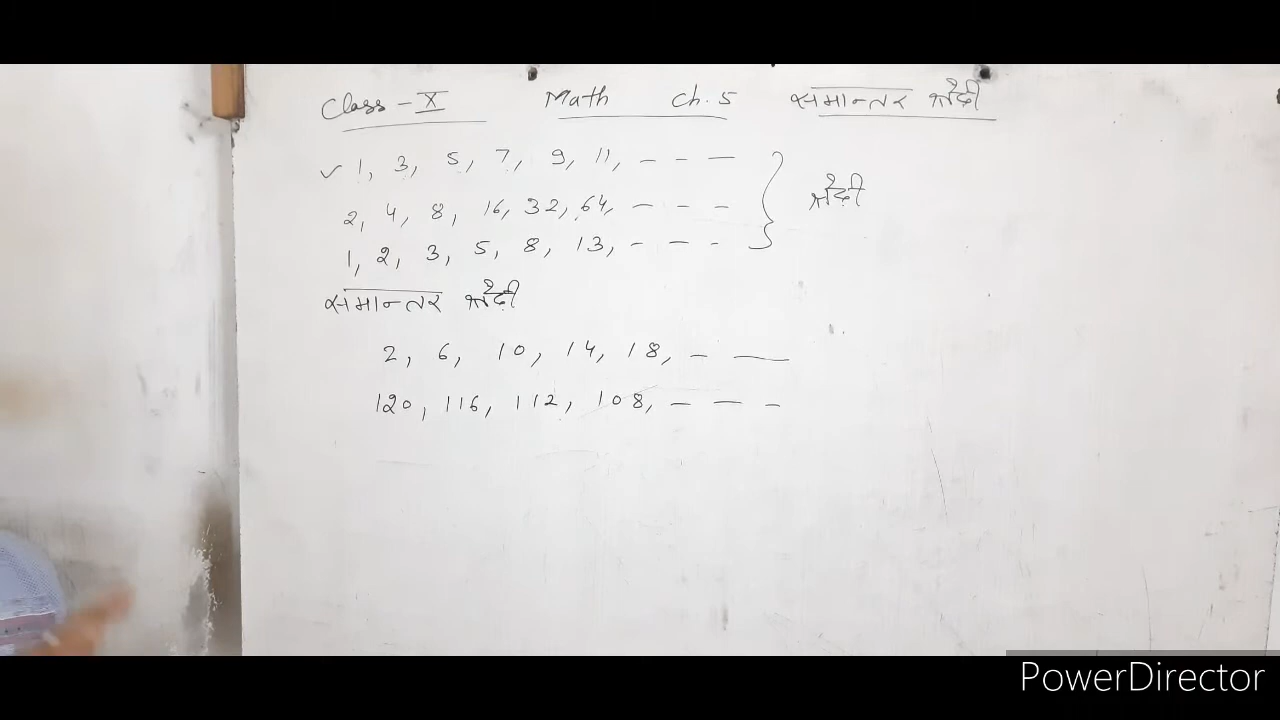 Class - X Math Ch. 5 समान्तर श्रेढ़ी
✓ 1, 3, 5, 7, 9, 11, – – –
2, 4, 8, 16, 32, 64, – – – } श्रेढ़ी
1, 2, 3, 5, 8, 13, – – –
समान्तर श्रेढ़ी
2, 6, 10, 14, 18, – —
120, 116, 112, 108, – – –
PowerDirector